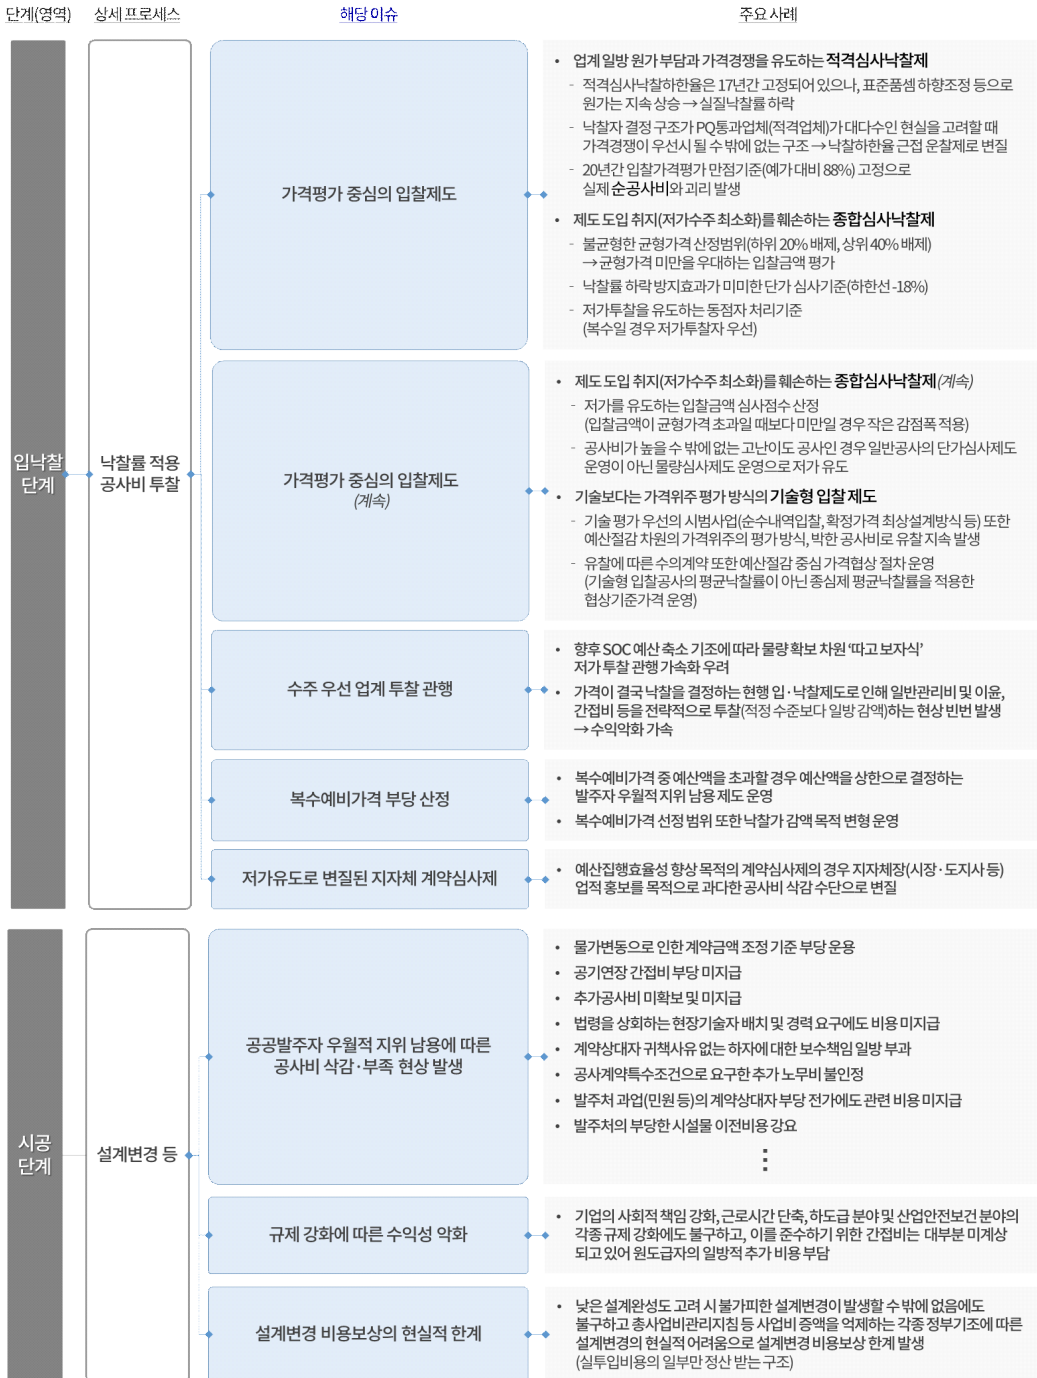 단계(영역) 상세 프로세스 해당 이슈 주요 사례
입낙찰
단계
낙찰률 적용
공사비 투찰
가격평가 중심의 입찰제도
• 업계 일방 원가 부담과 가격경쟁을 유도하는 적격심사낙찰제
- 적격심사낙찰하한율은 17년간 고정되어 있으나, 표준품셈 하향조정 등으로
원가는 지속 상승 → 실질낙찰률 하락
- 낙찰자 결정 구조가 PQ통과업체(적격업체)가 대다수인 현실을 고려할 때
가격경쟁이 우선시 될 수 밖에 없는 구조 → 낙찰하한율 근접 운찰제로 변질
- 20년간 입찰가격평가 만점기준(예가 대비 88%) 고정으로
실제 순공사비와 괴리 발생
• 제도 도입 취지(저가수주 최소화)를 훼손하는 종합심사낙찰제
- 불균형한 균형가격 산정범위(하위 20% 배제, 상위 40% 배제)
→ 균형가격 미만을 우대하는 입찰금액 평가
- 낙찰률 하락 방지효과가 미미한 단가 심사기준(하한선 -18%)
- 저가투찰을 유도하는 동점자 처리기준
(복수일 경우 저가투찰자 우선)
가격평가 중심의 입찰제도
(계속)
• 제도 도입 취지(저가수주 최소화)를 훼손하는 종합심사낙찰제(계속)
- 저가를 유도하는 입찰금액 심사점수 산정
(입찰금액이 균형가격 초과일 때보다 미만일 경우 작은 감점폭 적용)
- 공사비가 높을 수 밖에 없는 고난이도 공사인 경우 일반공사의 단가심사제도
운영이 아닌 물량심사제도 운영으로 저가 유도
• 기술보다는 가격위주 평가 방식의 기술형 입찰 제도
- 기술 평가 우선의 시범사업(순수내역입찰, 확정가격 최상설계방식 등) 또한
예산절감 차원의 가격위주의 평가 방식, 박한 공사비로 유찰 지속 발생
- 유찰에 따른 수의계약 또한 예산절감 중심 가격협상 절차 운영
(기술형 입찰공사의 평균낙찰률이 아닌 종심제 평균낙찰률을 적용한
협상기준가격 운영)
수주 우선 업계 투찰 관행
• 향후 SOC 예산 축소 기조에 따라 물량 확보 차원 ‘따고 보자식’
저가 투찰 관행 가속화 우려
• 가격이 결국 낙찰을 결정하는 현행 입·낙찰제도로 인해 일반관리비 및 이윤,
간접비 등을 전략적으로 투찰(적정 수준보다 일방 감액)하는 현상 빈번 발생
→ 수익악화 가속
복수예비가격 부당 산정
• 복수예비가격 중 예산액을 초과할 경우 예산액을 상한으로 결정하는
발주자 우월적 지위 남용 제도 운영
• 복수예비가격 선정 범위 또한 낙찰가 감액 목적 변형 운영
저가유도로 변질된 지자체 계약심사제
• 예산집행효율성 향상 목적의 계약심사제의 경우 지자체장(시장·도지사 등)
업적 홍보를 목적으로 과다한 공사비 삭감 수단으로 변질
시공
단계
설계변경 등
공공발주자 우월적 지위 남용에 따른
공사비 삭감·부족 현상 발생
• 물가변동으로 인한 계약금액 조정 기준 부당 운용
• 공기연장 간접비 부당 미지급
• 추가공사비 미확보 및 미지급
• 법령을 상회하는 현장기술자 배치 및 경력 요구에도 비용 미지급
• 계약상대자 귀책사유 없는 하자에 대한 보수책임 일방 부과
• 공사계약특수조건으로 요구한 추가 노무비 불인정
• 발주처 과업(민원 등)의 계약상대자 부당 전가에도 관련 비용 미지급
• 발주처의 부당한 시설물 이전비용 강요
⋮
규제 강화에 따른 수익성 악화
• 기업의 사회적 책임 강화, 근로시간 단축, 하도급 분야 및 산업안전보건 분야의
각종 규제 강화에도 불구하고, 이를 준수하기 위한 간접비는 대부분 미계상
되고 있어 원도급자의 일방적 추가 비용 부담
설계변경 비용보상의 현실적 한계
• 낮은 설계완성도 고려 시 불가피한 설계변경이 발생할 수 밖에 없음에도
불구하고 총사업비관리지침 등 사업비 증액을 억제하는 각종 정부기조에 따른
설계변경의 현실적 어려움으로 설계변경 비용보상 한계 발생
(실투입비용의 일부만 정산 받는 구조)